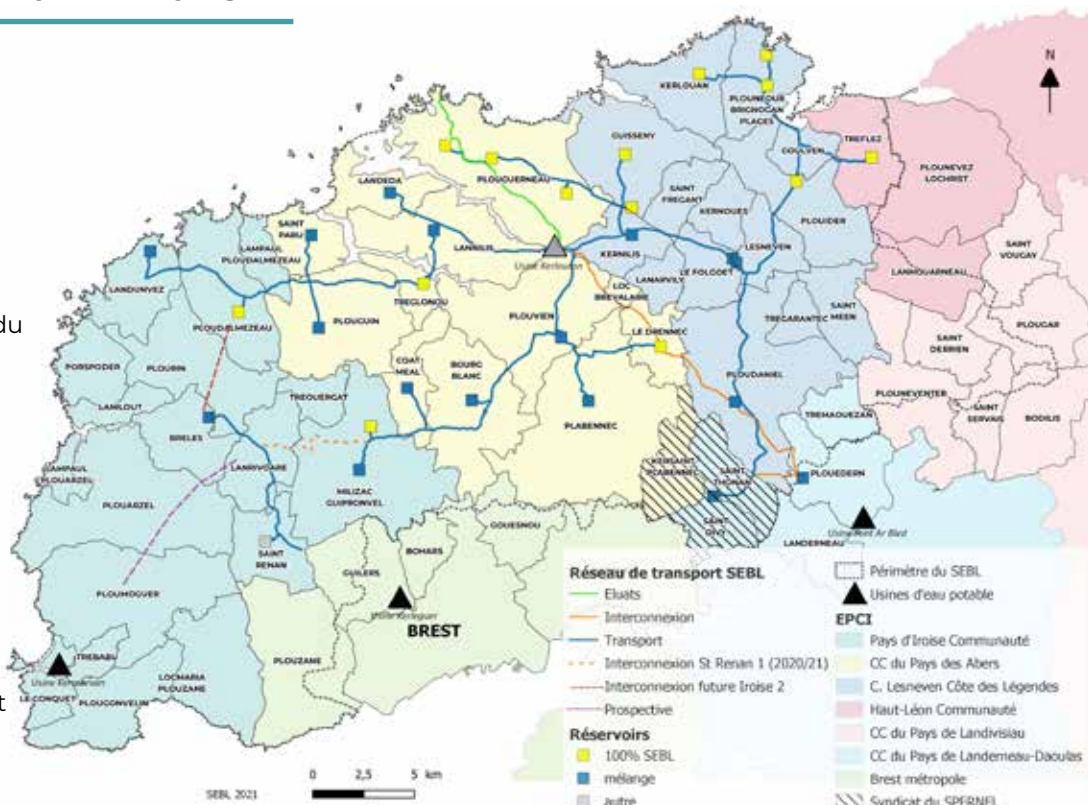 du
t
N
KERLOUAN
PLOUNEOUR
BRIGNOGAN
PLAGES
TREFLEZ
GUISSENY
GOULVEN
PLOUNEVEZ
LOCHRIST
PLOUGUERNEAU
LANDEDA
SAINT
FREGANT
KERNOUES
PLOUIDER
SAINT
PABU
LANNILIS
LESNEVEN
SAINT
VOUGAY
LAMPAUL
PLOUDALMEZEAU
KERNILIS
LE FOLGOET
LANHOUARNEAU
LANDUNVEZ
LANARVILY
LOC
BREVALAIRE
TREGLONOU
PLOUVIEN
SAINT
MEEN
PLOUGAR
PLOUDALMEZEAU
PLOUGUIN
TREGARANTEC
SAINT
DERRIEN
LE DRENNEC
COAT
MEAL
BOURG
BLANC
PORSPODER
PLOURIN
PLOUDANIEL
PLOUNEVENTER
TREOUERGAT
LANILDUT
PLABENNEC
TREMAOUEZAN
SAINT
SERVAIS
BODILIS
BRELES
LAMPAUL
PLOUARZEL
LANRIVOARE
KERSAINT
PLABENNEC
SAINT
THONAN
PLOUEDERN
PLOUARZEL
MILIZAC
GUIPRONVEL
SAINT
DIVY
GOUESNOU
LANDERNEAU
SAINT
RENAN
BOHARS
GUILERS
PLOUMOGUER
BREST
TREBABU
PLOUZANE
LOCMARIA
PLOUZANE
LE CONQUET
PLOUGONVELIN
Réseau de transport SEBL
Eluats
Interconnexion
Transport
Interconnexion St Renan 1 (2020/21)
Interconnexion future Iroise 2
Prospective
Réservoirs
100% SEBL
mélange
autre
Périmètre du SEBL
Usines d'eau potable
EPCI
Pays d'Iroise Communauté
CC du Pays des Abers
C. Lesneven Côte des Légendes
Haut-Léon Communauté
CC du Pays de Landivisiau
CC du Pays de Landerneau-Daoulas
Brest métropole
Syndicat du SPERNEL
0 2,5 5 km
SEBL 2021